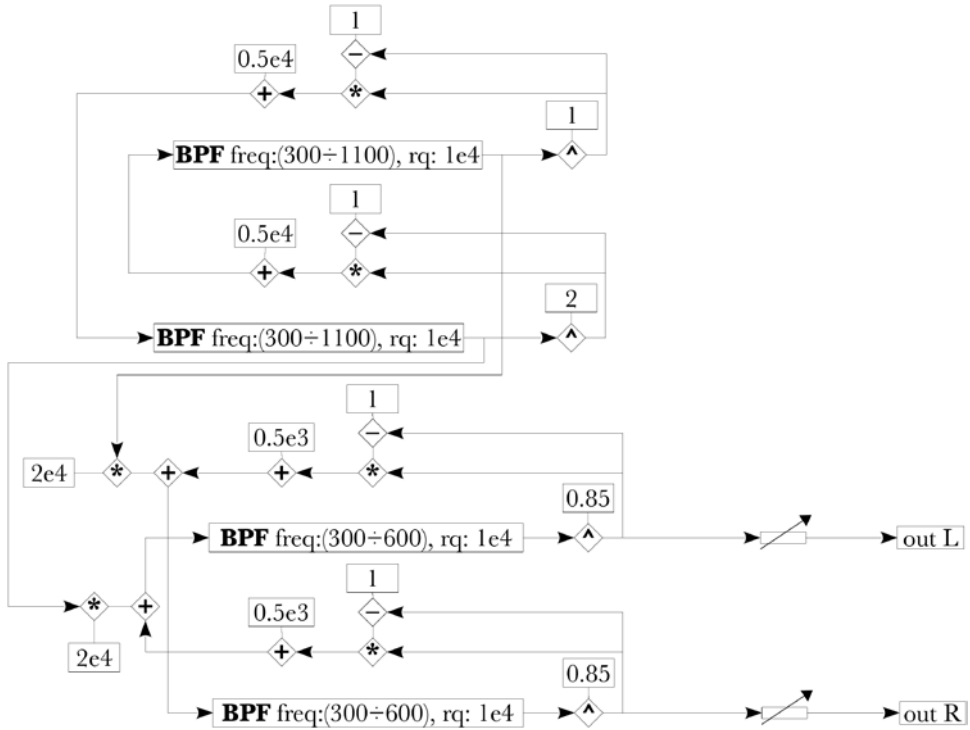 1
−
0.5e4
+
*
1
BPF freq:(300÷1100), rq: 1e4
^
1
−
0.5e4
+
*
2
BPF freq:(300÷1100), rq: 1e4
^
1
−
0.5e3
2e4
*
+
+
*
0.85
BPF freq:(300÷600), rq: 1e4
^
out L
1
−
*
+
0.5e3
2e4
+
*
0.85
BPF freq:(300÷600), rq: 1e4
^
out R